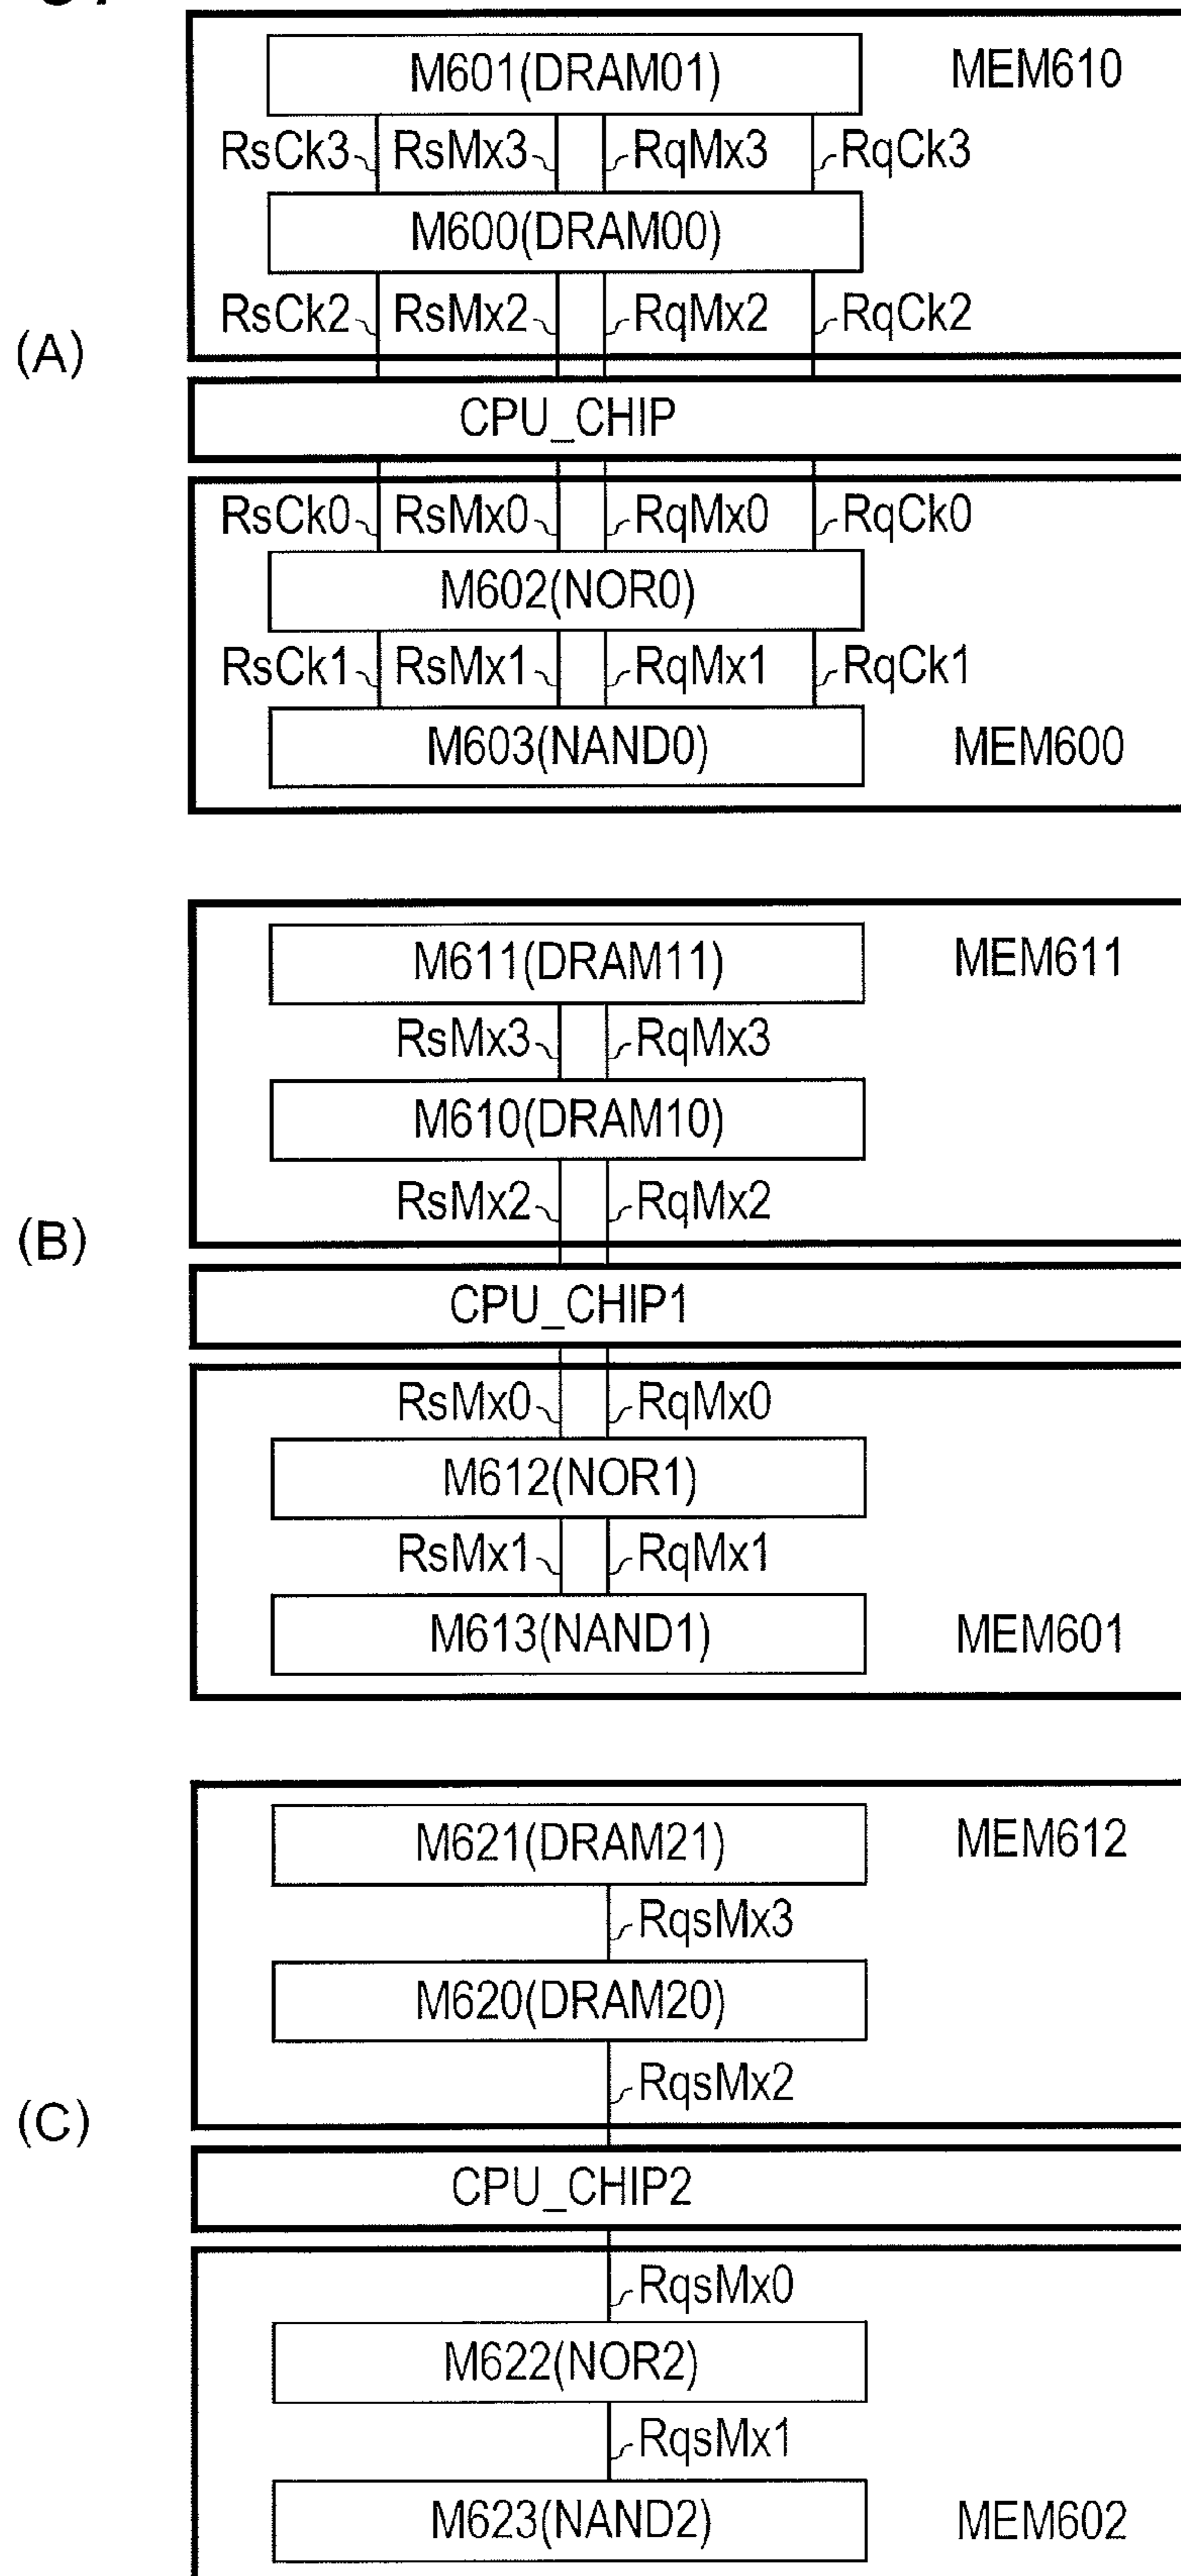 M601(DRAM01) MEM610
RsCk3 RsMx3 RqMx3 RqCk3
M600(DRAM00)
RsCk2 RsMx2 RqMx2 RqCk2
(A)
CPU_CHIP
RsCk0 RsMx0 RqMx0 RqCk0
M602(NOR0)
RsCk1 RsMx1 RqMx1 RqCk1
M603(NAND0) MEM600
M611(DRAM11) MEM611
RsMx3 RqMx3
M610(DRAM10)
RsMx2 RqMx2
(B)
CPU_CHIP1
RsMx0 RqMx0
M612(NOR1)
RsMx1 RqMx1
M613(NAND1) MEM601
M621(DRAM21) MEM612
RqsMx3
M620(DRAM20)
RqsMx2
(C)
CPU_CHIP2
RqsMx0
M622(NOR2)
RqsMx1
M623(NAND2) MEM602